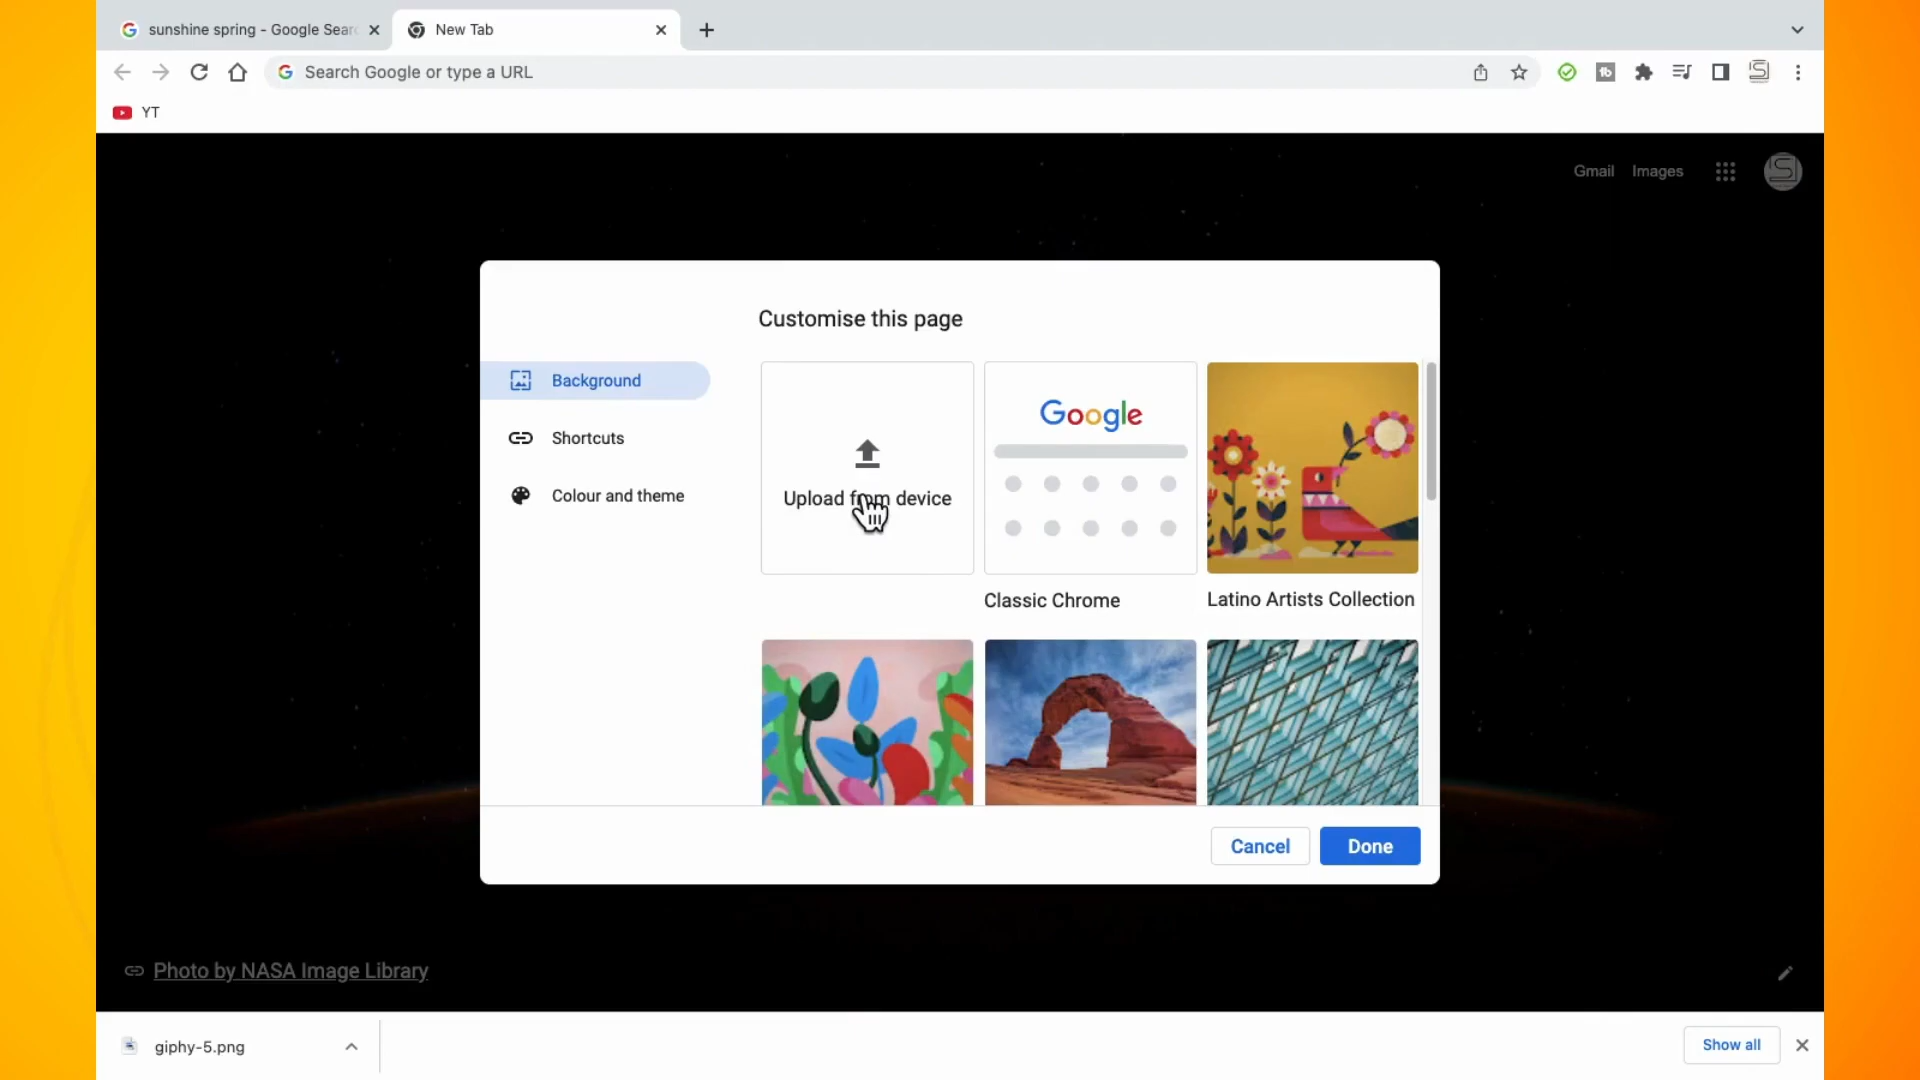 sunshine spring - Google Sear
New Tab
Search Google or type a URL
YT
Gmail
Images
Customise this page
Background
Shortcuts
Colour and theme
Upload from device
Google
Classic Chrome
Latino Artists Collection
Cancel
Done
Photo by NASA Image Library
giphy-5.png
Show all